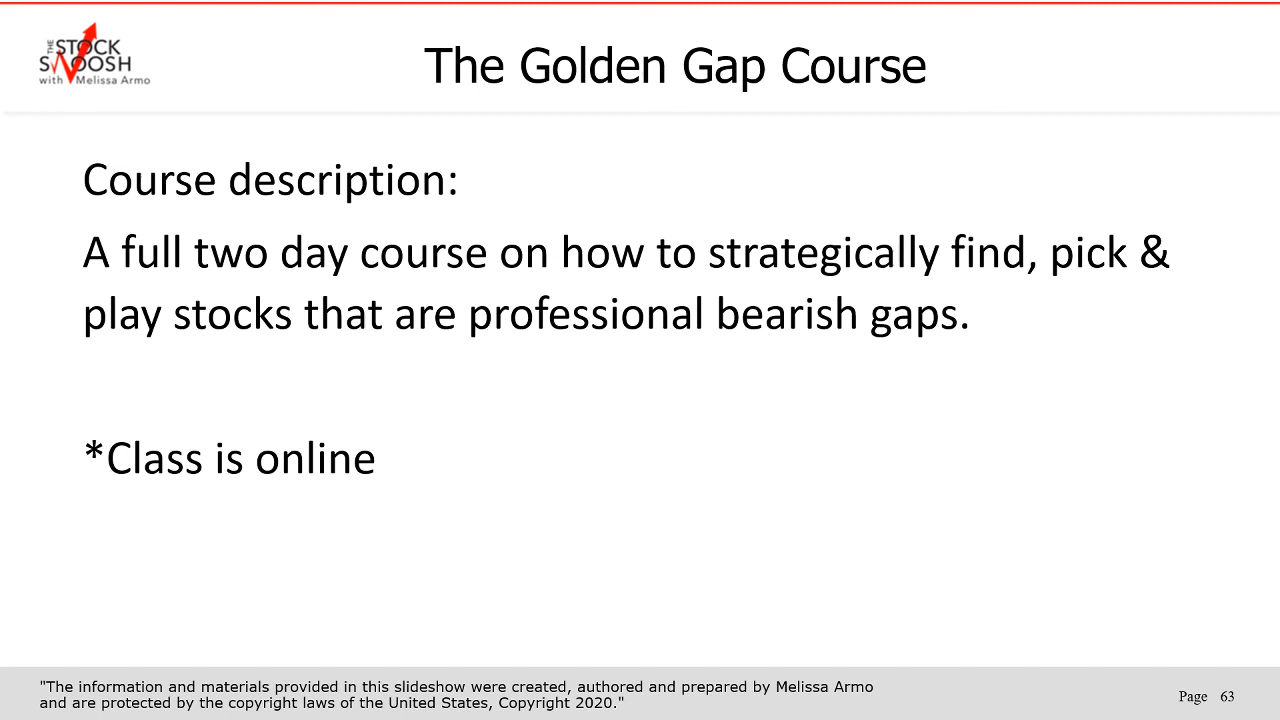 THE STOCK
SWOOSH
with Melissa Armo
The Golden Gap Course
Course description:
A full two day course on how to strategically find, pick &
play stocks that are professional bearish gaps.
*Class is online
"The information and materials provided in this slideshow were created, authored and prepared by Melissa Armo
and are protected by the copyright laws of the United States, Copyright 2020."
Page 63